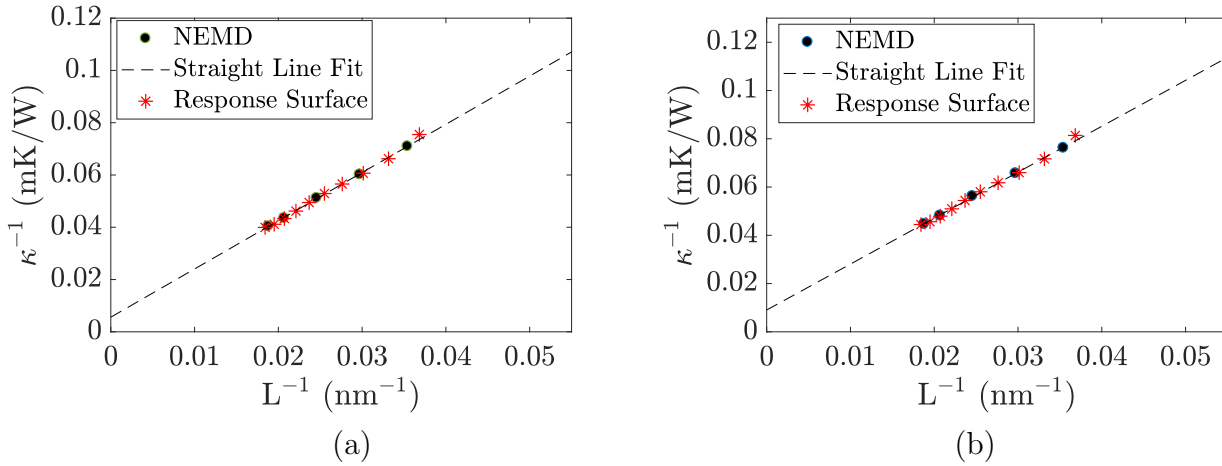 0.12
0.1
0.08
0.06
0.04
0.02
0
κ⁻¹ (mK/W)
NEMD
Straight Line Fit
Response Surface
0 0.01 0.02 0.03 0.04 0.05
L⁻¹ (nm⁻¹)
(a)
0.12
0.1
0.08
0.06
0.04
0.02
0
κ⁻¹ (mK/W)
NEMD
Straight Line Fit
Response Surface
0 0.01 0.02 0.03 0.04 0.05
L⁻¹ (nm⁻¹)
(b)